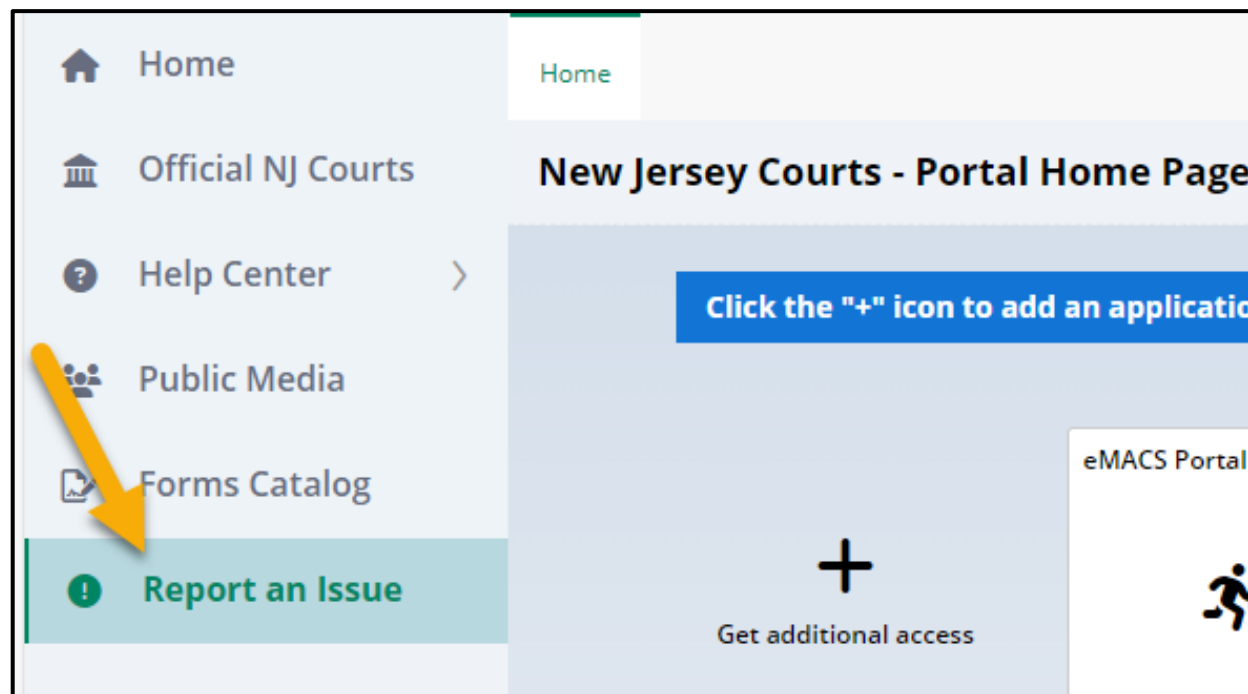 Home
Official NJ Courts
Help Center
Public Media
Forms Catalog
Report an Issue
Home
New Jersey Courts - Portal Home Page
Click the "+" icon to add an
eMACS Portal
Get additional access